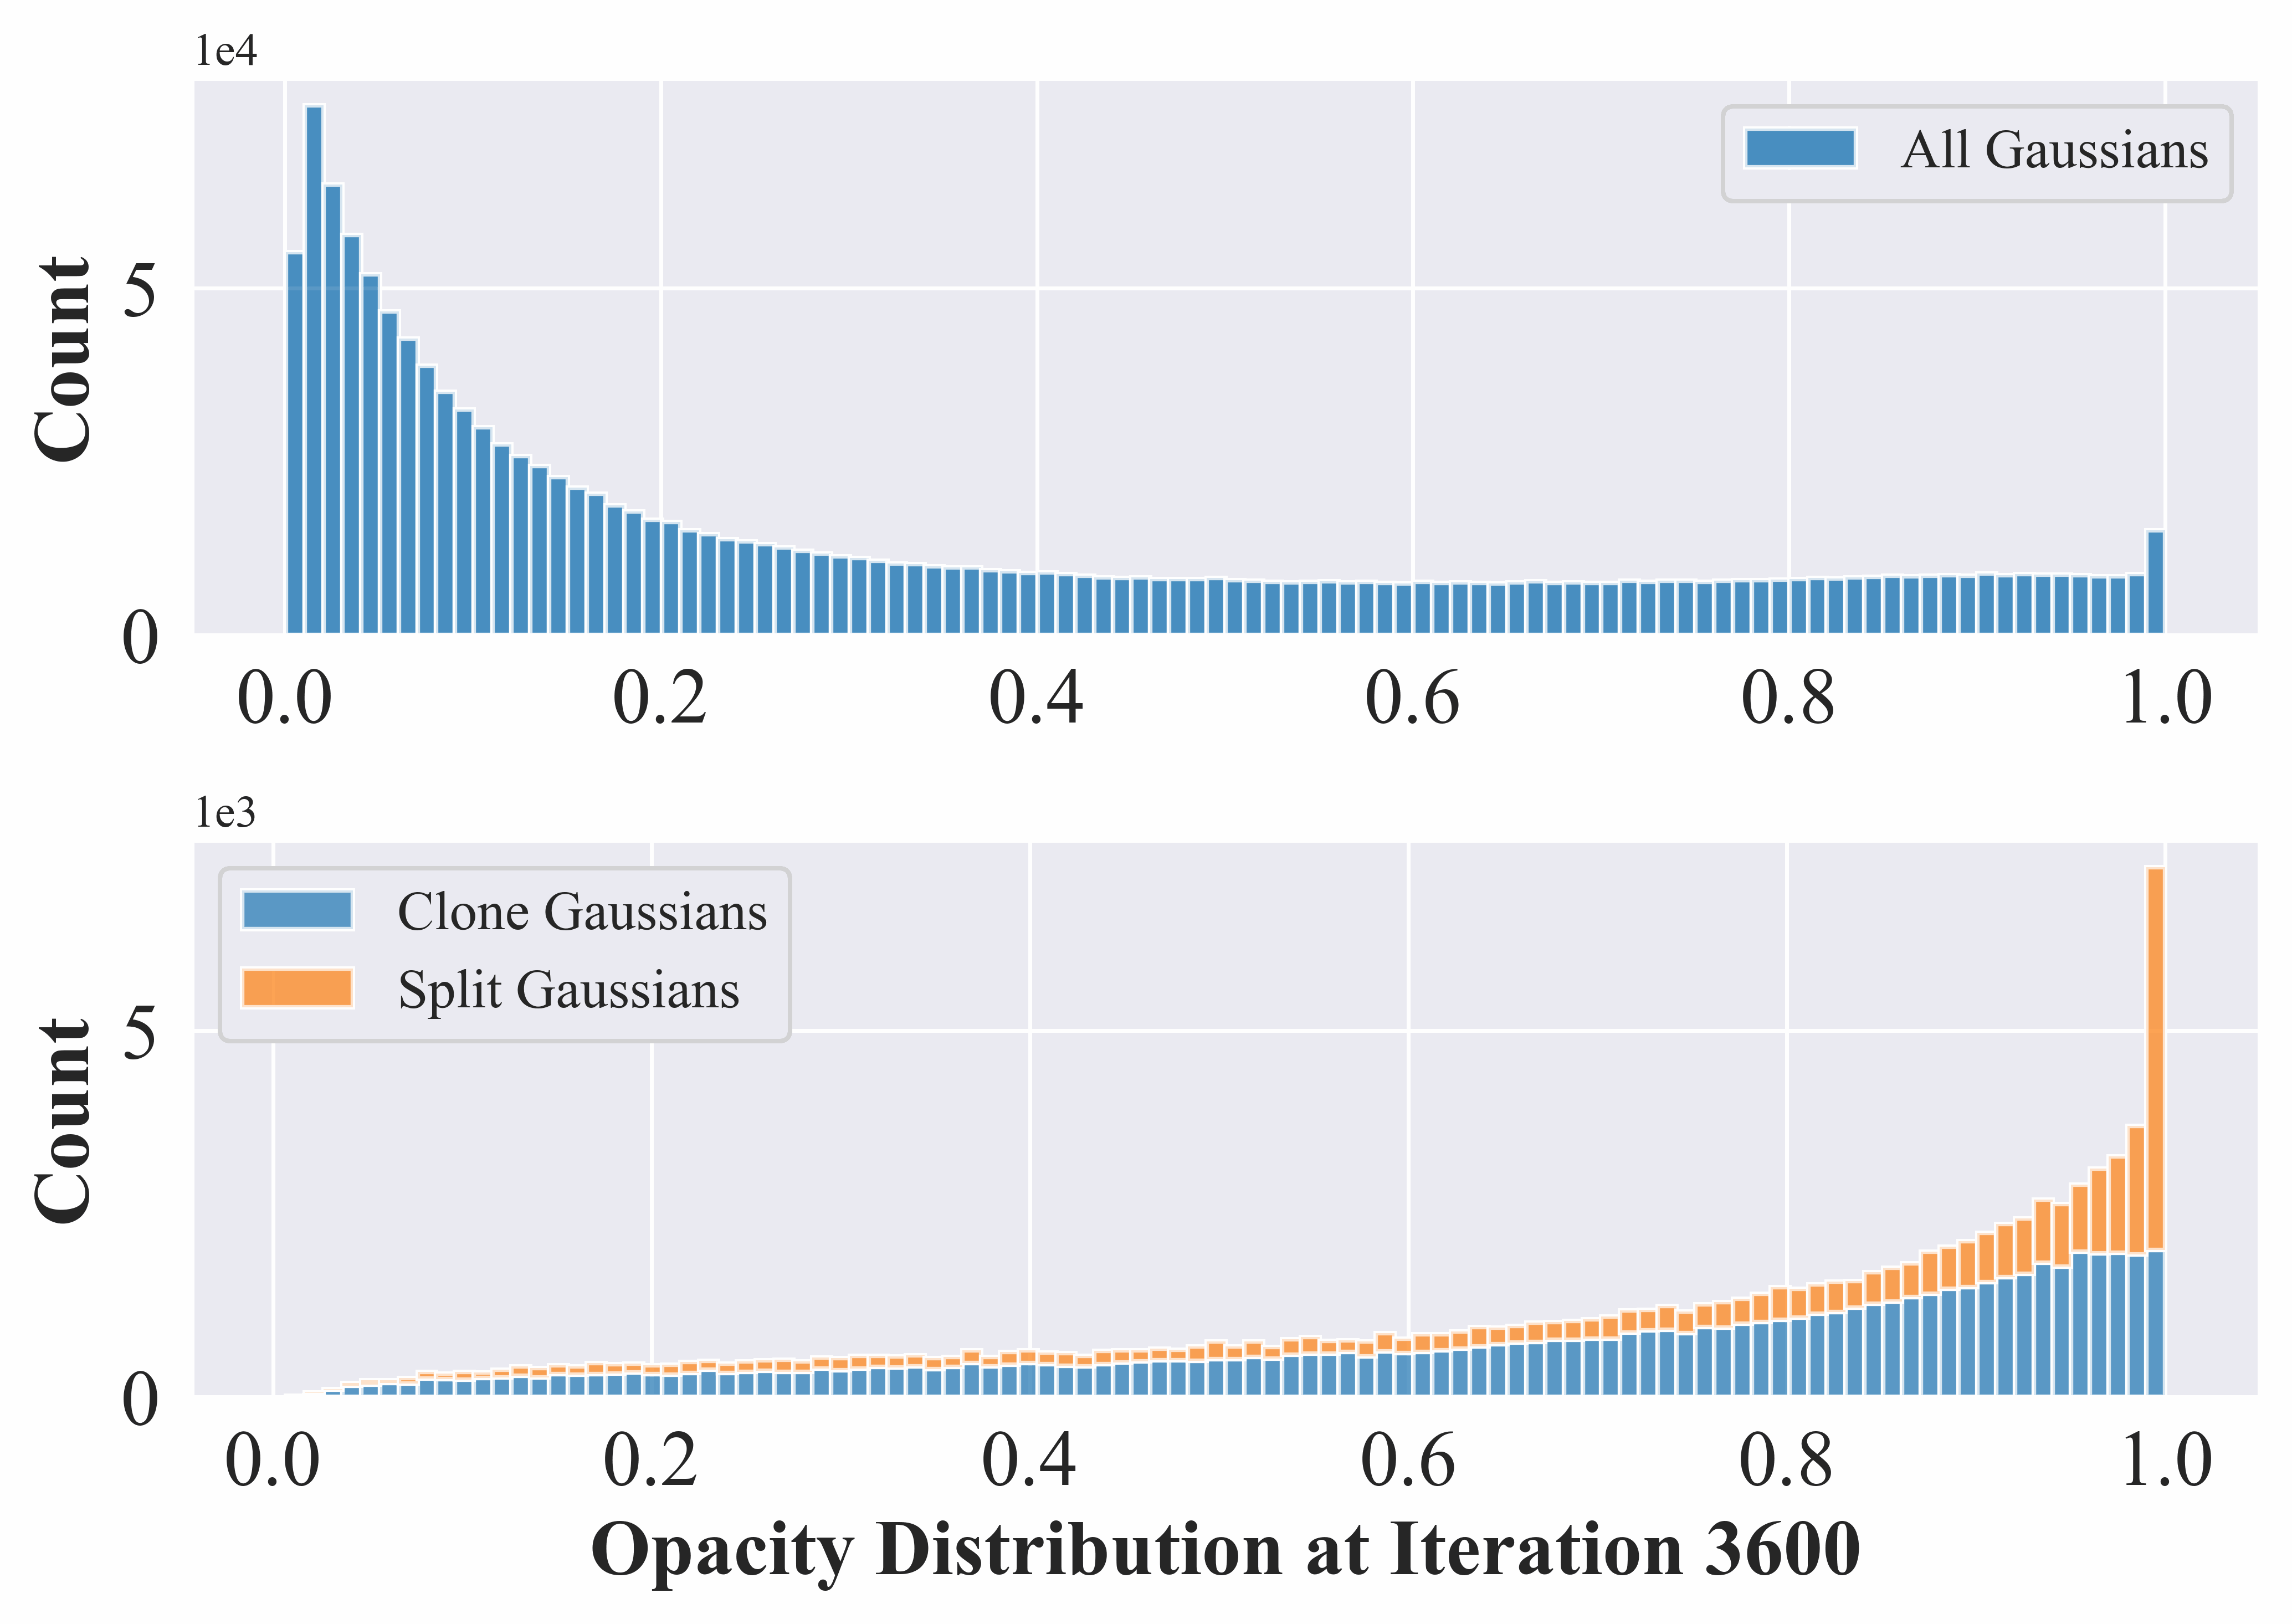 1e4
All Gaussians
Count
5
0
0.0 0.2 0.4 0.6 0.8 1.0
1e3
Clone Gaussians
Split Gaussians
Count
5
0
0.0 0.2 0.4 0.6 0.8 1.0
Opacity Distribution at Iteration 3600